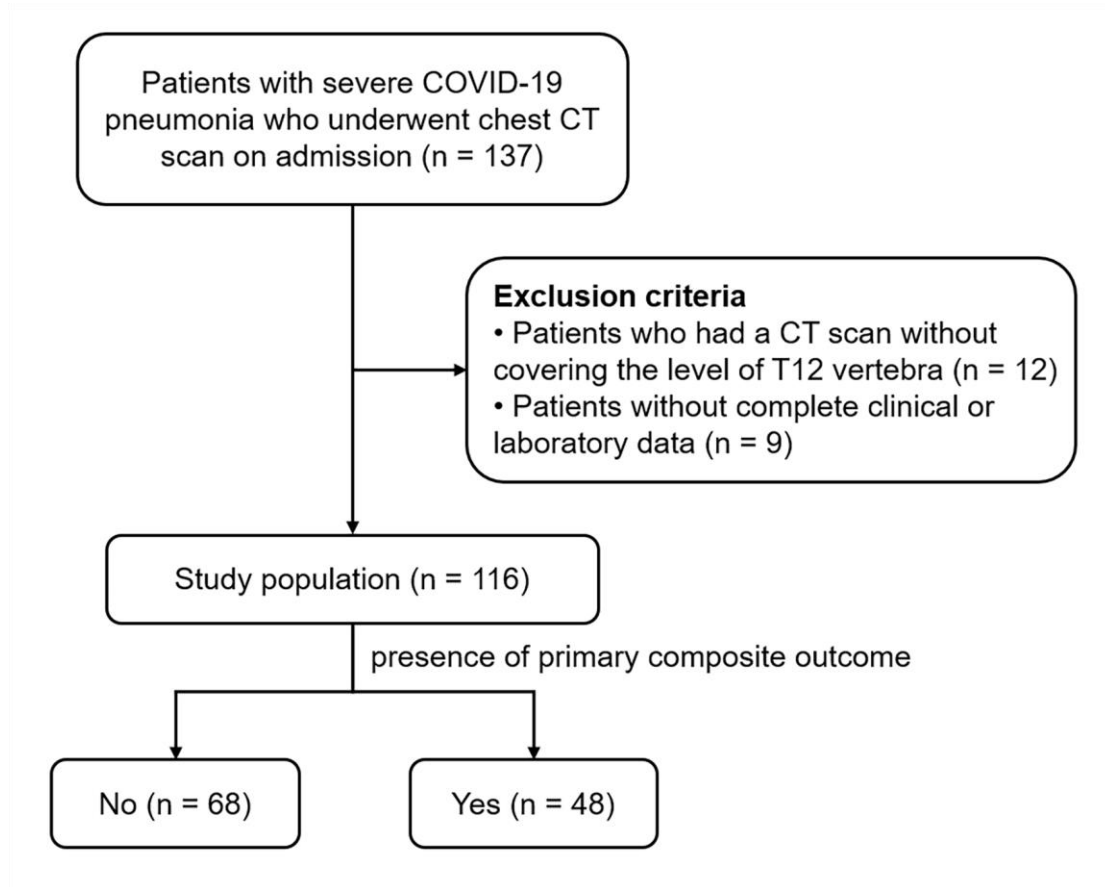 Patients with severe COVID-19
pneumonia who underwent chest CT
scan on admission (n = 137)
Exclusion criteria
• Patients who had a CT scan without
covering the level of T12 vertebra (n = 12)
• Patients without complete clinical or
laboratory data (n = 9)
Study population (n = 116)
presence of primary composite outcome
No (n = 68)
Yes (n = 48)